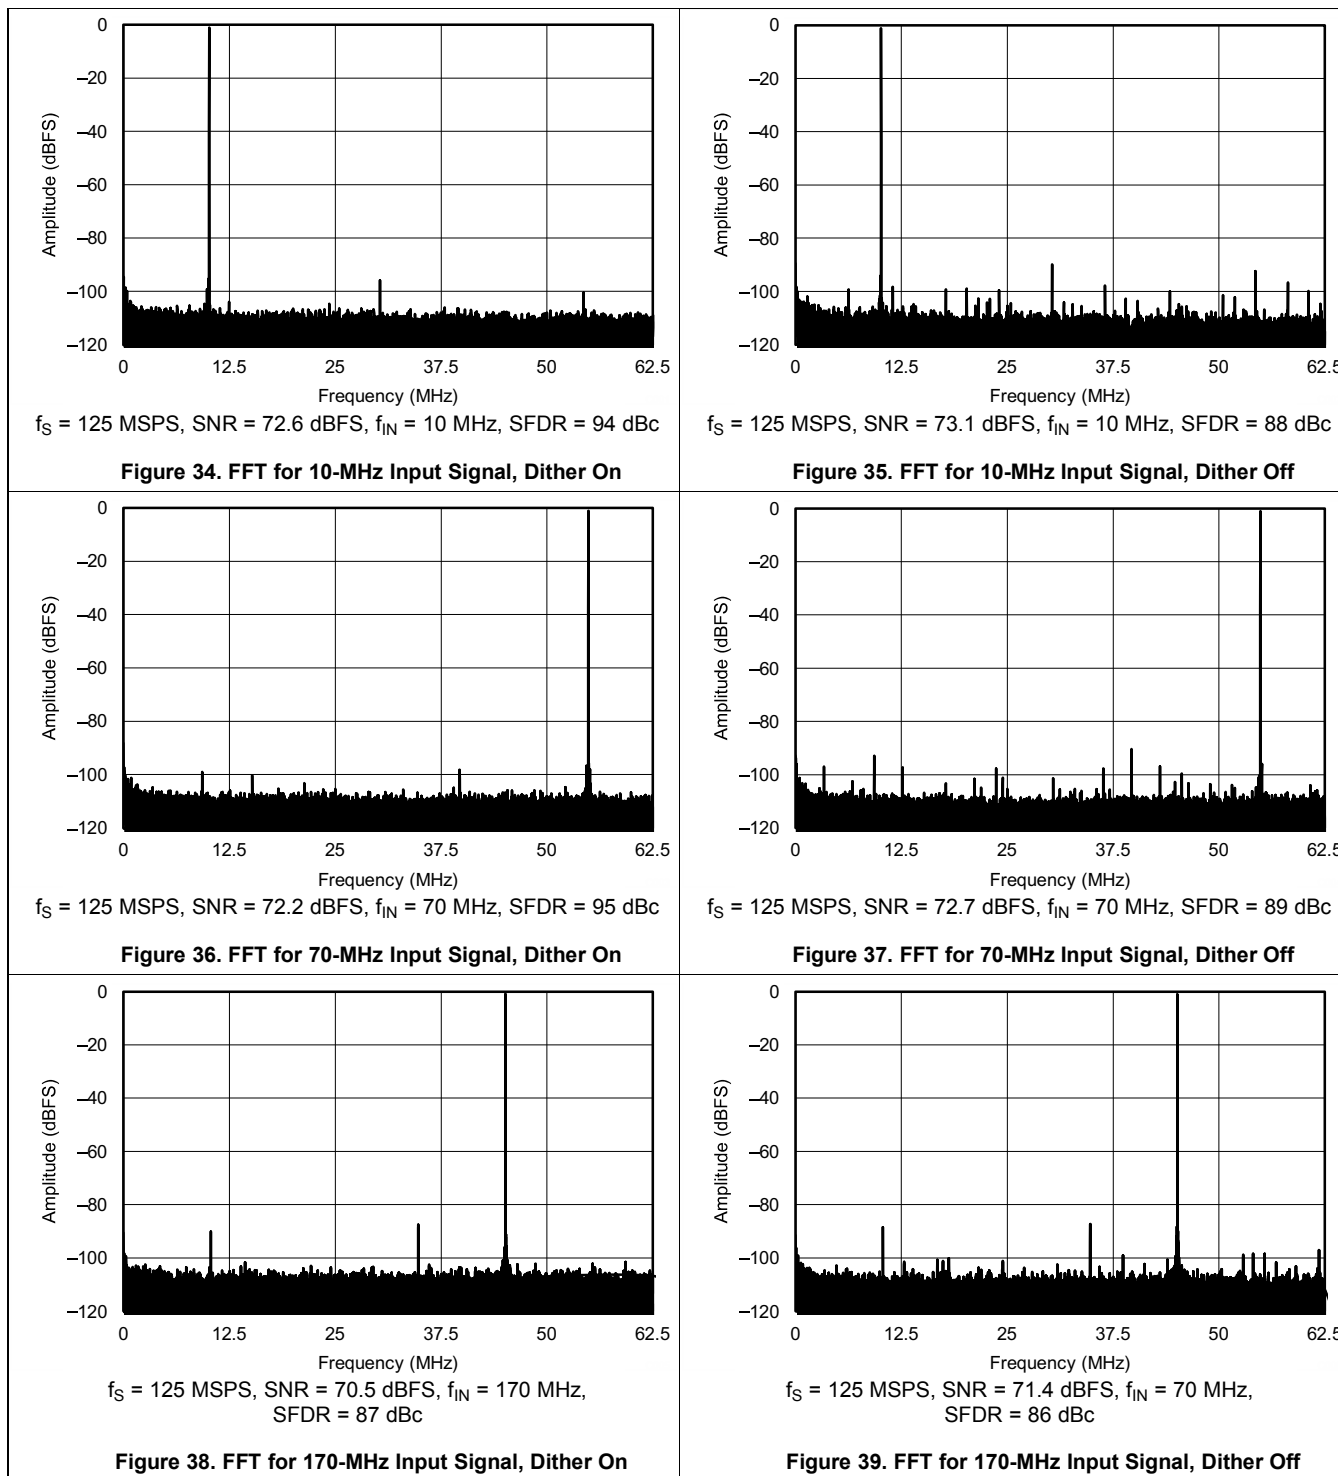 0
–20
–40
–60
–80
–100
–120
Amplitude (dBFS)
0 12.5 25 37.5 50 62.5
Frequency (MHz)
fS = 125 MSPS, SNR = 72.6 dBFS, fIN = 10 MHz, SFDR = 94 dBc
Figure 34. FFT for 10-MHz Input Signal, Dither On
0
–20
–40
–60
–80
–100
–120
Amplitude (dBFS)
0 12.5 25 37.5 50 62.5
Frequency (MHz)
fS = 125 MSPS, SNR = 73.1 dBFS, fIN = 10 MHz, SFDR = 88 dBc
Figure 35. FFT for 10-MHz Input Signal, Dither Off
0
–20
–40
–60
–80
–100
–120
Amplitude (dBFS)
0 12.5 25 37.5 50 62.5
Frequency (MHz)
fS = 125 MSPS, SNR = 72.2 dBFS, fIN = 70 MHz, SFDR = 95 dBc
Figure 36. FFT for 70-MHz Input Signal, Dither On
0
–20
–40
–60
–80
–100
–120
Amplitude (dBFS)
0 12.5 25 37.5 50 62.5
Frequency (MHz)
fS = 125 MSPS, SNR = 72.7 dBFS, fIN = 70 MHz, SFDR = 89 dBc
Figure 37. FFT for 70-MHz Input Signal, Dither Off
0
–20
–40
–60
–80
–100
–120
Amplitude (dBFS)
0 12.5 25 37.5 50 62.5
Frequency (MHz)
fS = 125 MSPS, SNR = 70.5 dBFS, fIN = 170 MHz,
SFDR = 87 dBc
Figure 38. FFT for 170-MHz Input Signal, Dither On
0
–20
–40
–60
–80
–100
–120
Amplitude (dBFS)
0 12.5 25 37.5 50 62.5
Frequency (MHz)
fS = 125 MSPS, SNR = 71.4 dBFS, fIN = 70 MHz,
SFDR = 86 dBc
Figure 39. FFT for 170-MHz Input Signal, Dither Off